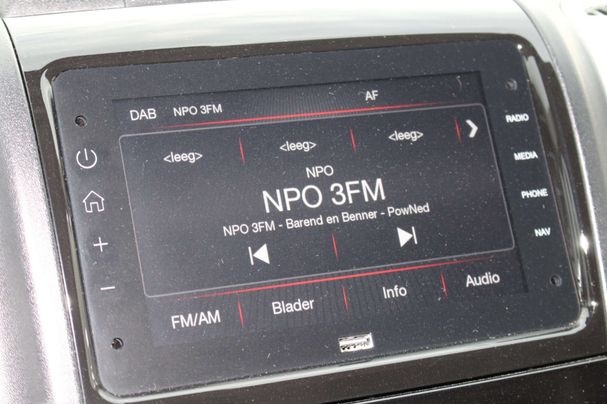 DAB NPO 3FM AF
RADIO
<leeg> <leeg> <leeg>
MEDIA
NPO
NPO 3FM
NPO 3FM - Barend en Benner - PowNed
PHONE
NAV
FM/AM Blader Info Audio